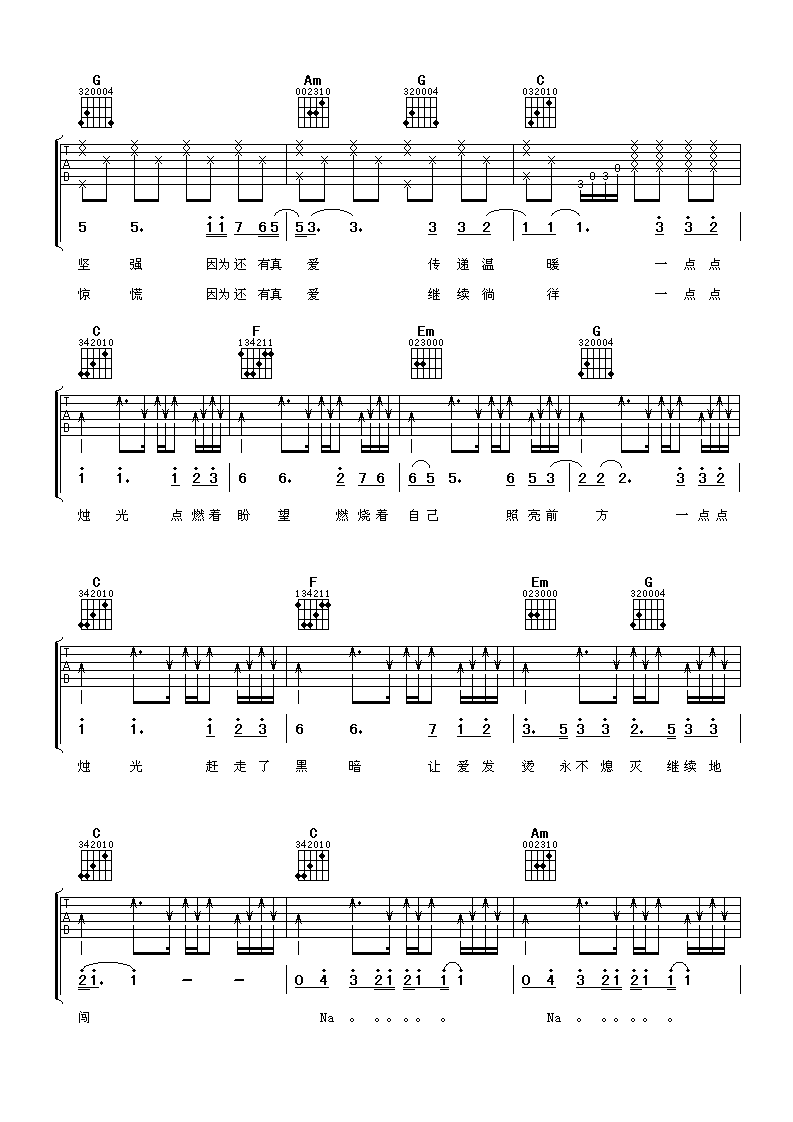 G Am G C
320004 002310 320004 032010
T A B
3 0 3 0
5 5. 1 1 7 6 5 5 3. 3. 3 3 2 1 1 1. 3 3 2
坚 强 因为还 有真 爱 传 递 温 暖 一 点 点
惊 慌 因为还 有真 爱 继 续 徜 徉 一 点 点
C F Em G
342010 134211 023000 320004
T A B
1 1. 1 2 3 6 6. 2 7 6 6 5 5. 6 5 3 2 2 2. 3 3 2
烛 光 点 燃 着 盼 望 燃 烧 着 自 己 照 亮 前 方 一 点 点
C F Em G
342010 134211 023000 320004
T A B
1 1. 1 2 3 6 6. 7 1 2 3. 5 3 3 2. 5 3 3
烛 光 赶 走 了 黑 暗 让 爱 发 烫 永 不 熄 灭 继 续 地
C C Am
342010 342010 002310
T A B
2 1. 1 - - 0 4 3 2 1 2 1 1 1 0 4 3 2 1 2 1 1 1
闯 Na 。 。。。。 。 Na 。 。。。。 。